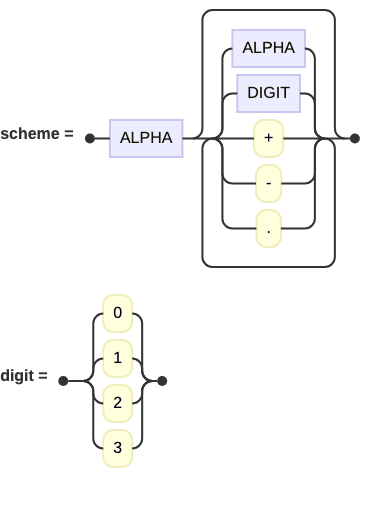 ALPHA
DIGIT
scheme =
ALPHA
+
-
.
0
1
digit =
2
3